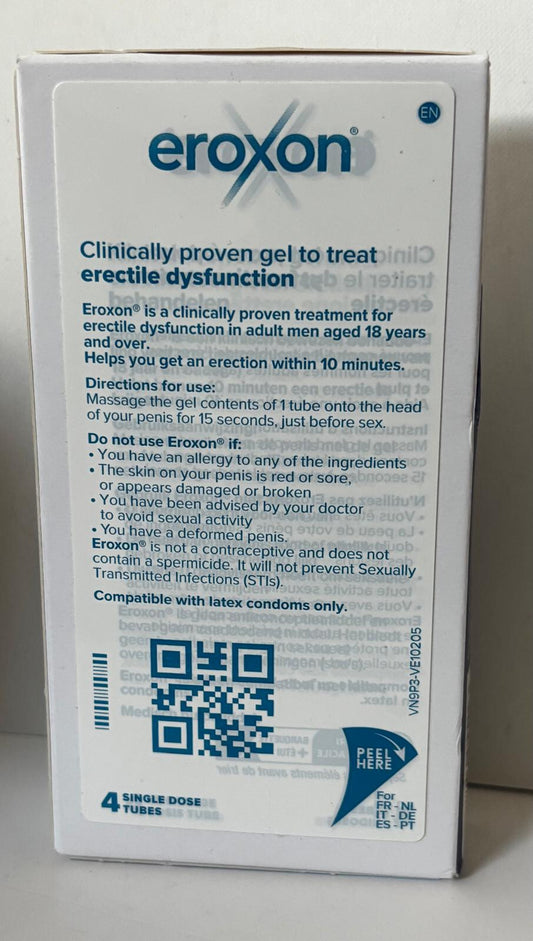 EN
eroxon®
Clinically proven gel to treat
erectile dysfunction
Eroxon® is a clinically proven treatment for
erectile dysfunction in adult men aged 18 years
and over.
Helps you get an erection within 10 minutes.
Directions for use:
Massage the gel contents of 1 tube onto the head
of your penis for 15 seconds, just before sex.
Do not use Eroxon® if:
• You have an allergy to any of the ingredients
• The skin on your penis is red or sore,
or appears damaged or broken
• You have been advised by your doctor
to avoid sexual activity
• You have a deformed penis.
Eroxon® is not a contraceptive and does not
contain a spermicide. It will not prevent Sexually
Transmitted Infections (STIs).
Compatible with latex condoms only.
VN9P3-VE10205
PEEL
HERE
4 SINGLE DOSE
TUBES
For
FR - NL
IT - DE
ES - PT